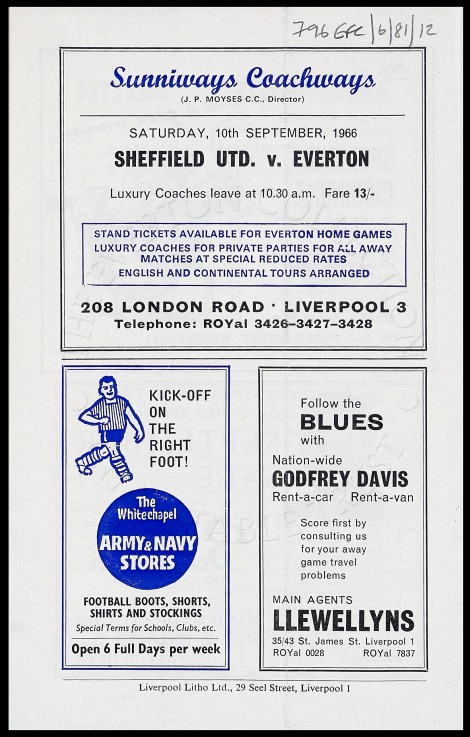 796 EFC/6/81/12
Sunniways Coachways
(J. P. MOYSES C.C., Director)
SATURDAY, 10th SEPTEMBER, 1966
SHEFFIELD UTD. v. EVERTON
Luxury Coaches leave at 10.30 a.m. Fare 13/-
STAND TICKETS AVAILABLE FOR EVERTON HOME GAMES
LUXURY COACHES FOR PRIVATE PARTIES FOR ALL AWAY
MATCHES AT SPECIAL REDUCED RATES
ENGLISH AND CONTINENTAL TOURS ARRANGED
208 LONDON ROAD · LIVERPOOL 3
Telephone: ROYal 3426–3427–3428
KICK-OFF
ON
THE
RIGHT
FOOT!
The
Whitechapel
ARMY & NAVY
STORES
FOOTBALL BOOTS, SHORTS,
SHIRTS AND STOCKINGS
Special Terms for Schools, Clubs, etc.
Open 6 Full Days per week
Follow the
BLUES
with
Nation-wide
GODFREY DAVIS
Rent-a-car Rent-a-van
Score first by
consulting us
for your away
game travel
problems
MAIN AGENTS
LLEWELLYNS
35/43 St. James St. Liverpool 1
ROYal 0028 ROYal 7837
Liverpool Litho Ltd., 29 Seel Street, Liverpool 1